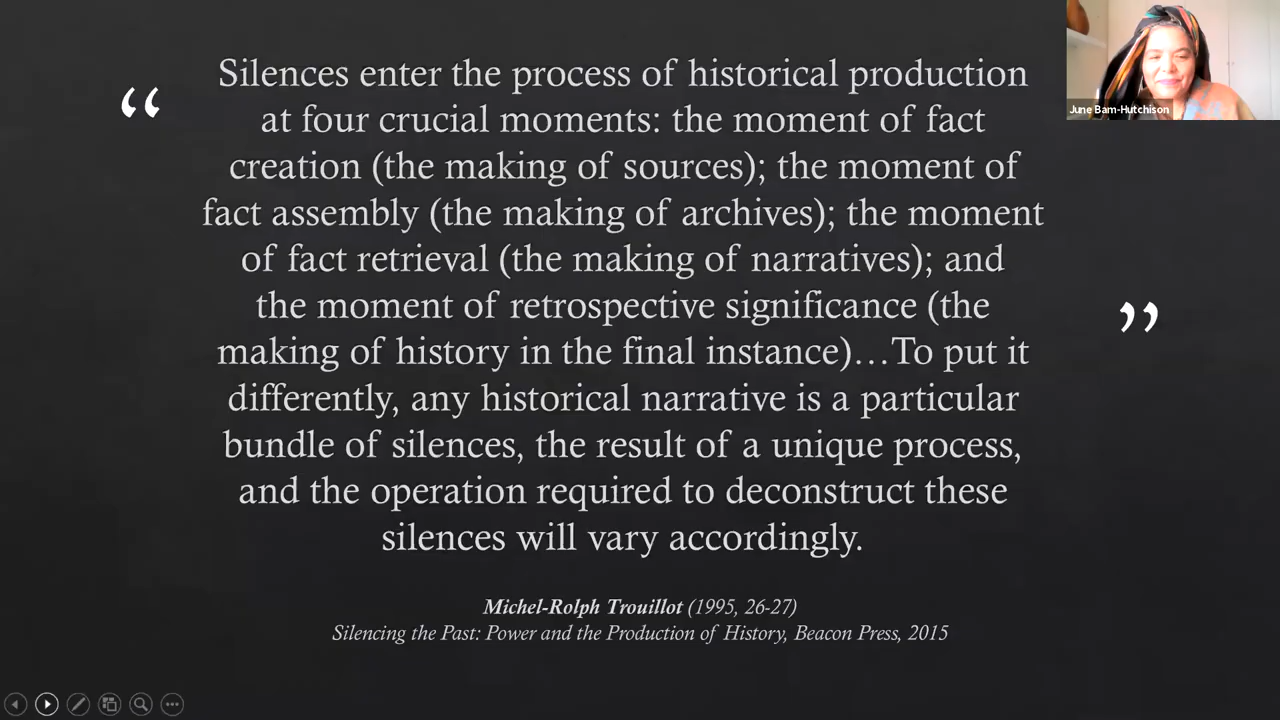 “
Silences enter the process of historical production
at four crucial moments: the moment of fact
creation (the making of sources); the moment of
fact assembly (the making of archives); the moment
of fact retrieval (the making of narratives); and
the moment of retrospective significance (the
making of history in the final instance)…To put it
differently, any historical narrative is a particular
bundle of silences, the result of a unique process,
and the operation required to deconstruct these
silences will vary accordingly.
”
Michel-Rolph Trouillot (1995, 26-27)
Silencing the Past: Power and the Production of History, Beacon Press, 2015
June Bam-Hutchison